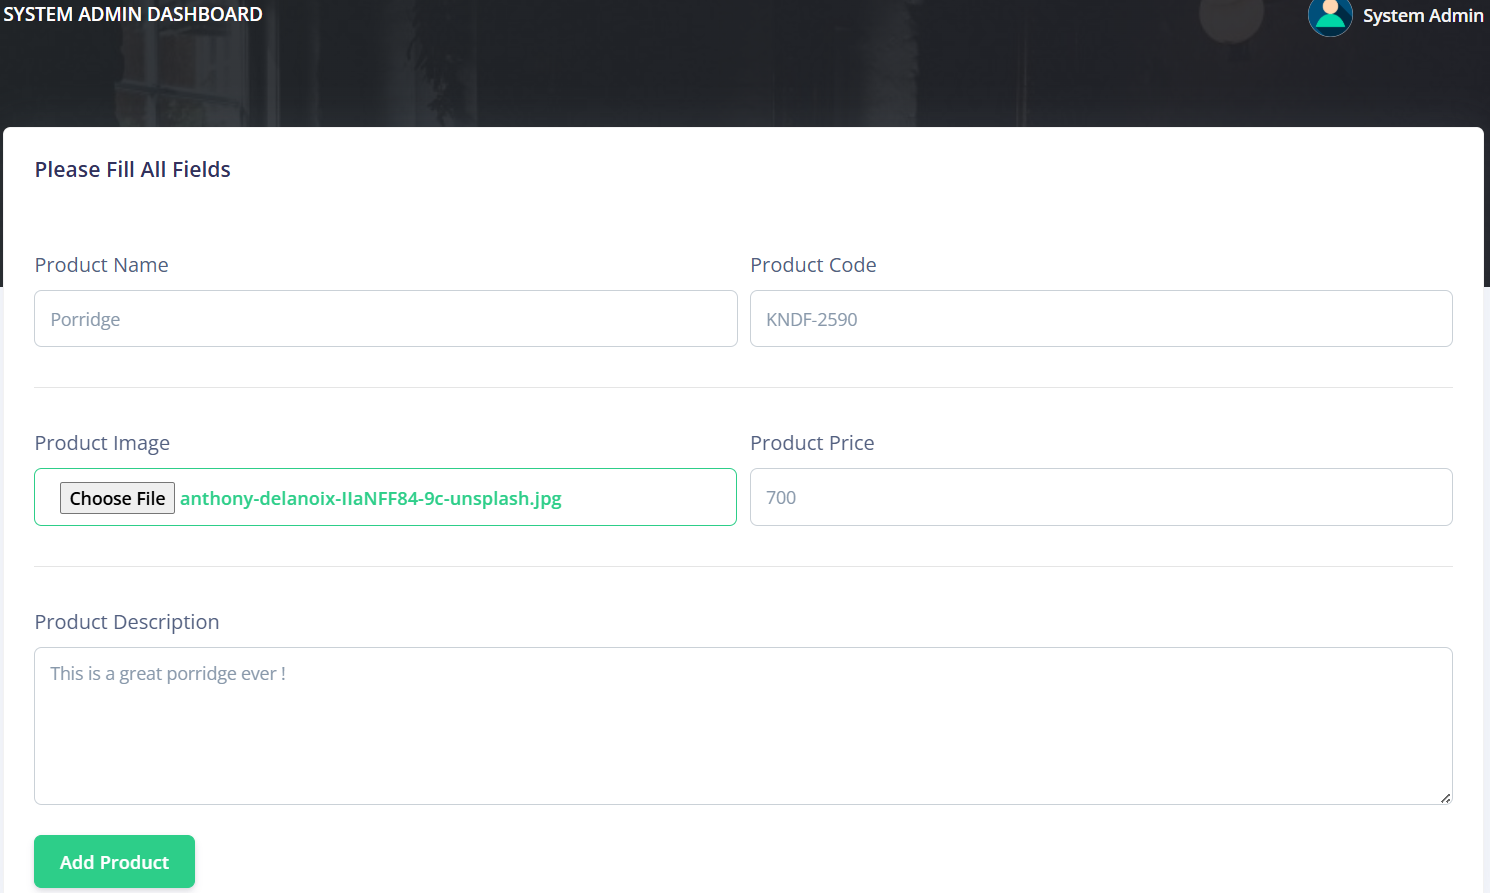 SYSTEM ADMIN DASHBOARD
System Admin
Please Fill All Fields
Product Name
Product Code
Porridge
KNDF-2590
Product Image
Product Price
Choose File anthony-delanoix-IIaNFF84-9c-unsplash.jpg
700
Product Description
This is a great porridge ever !
Add Product